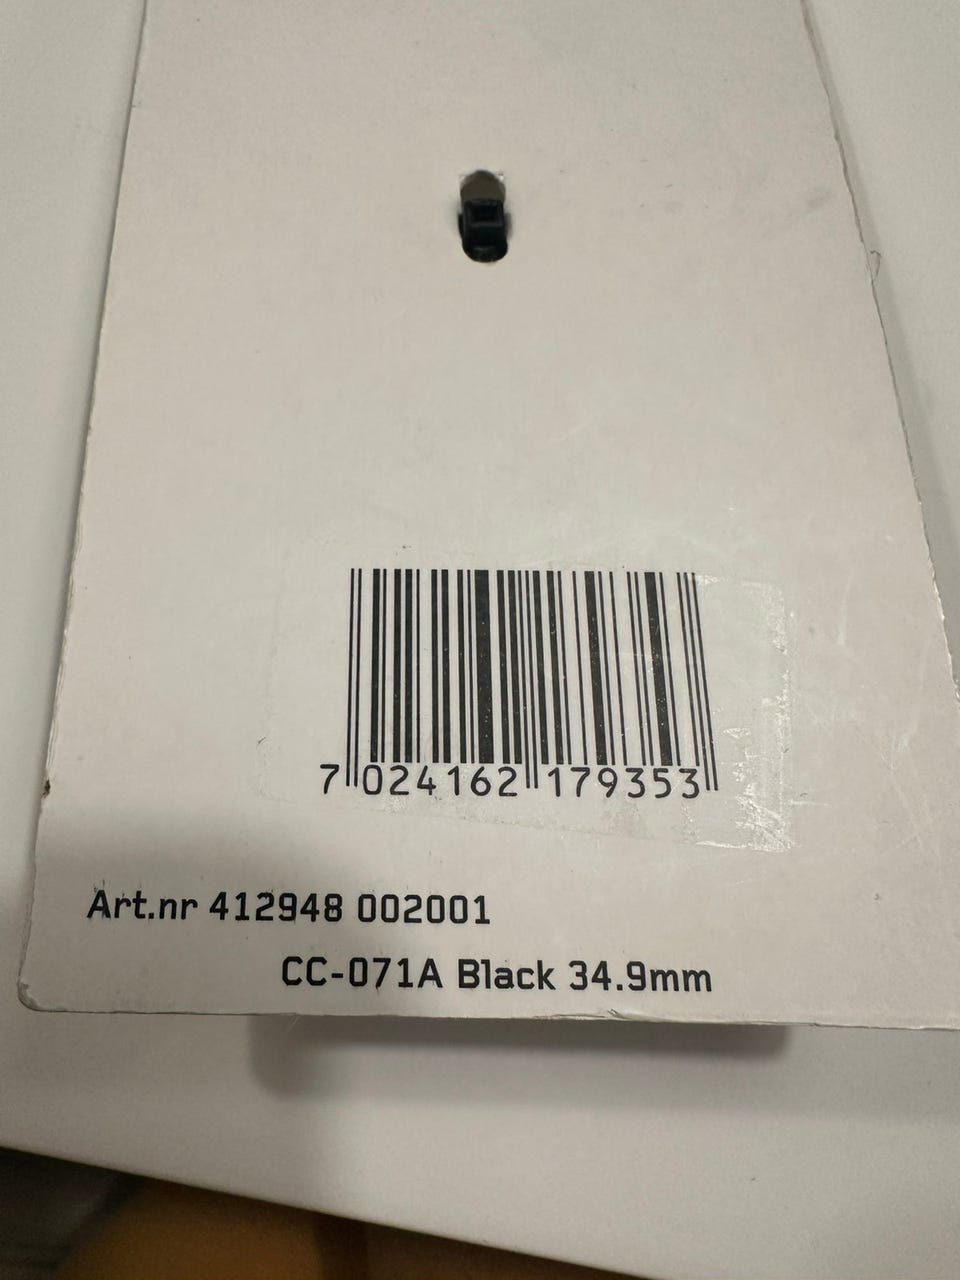 7 024162 179353
Art.nr 412948 002001
CC-071A Black 34.9mm